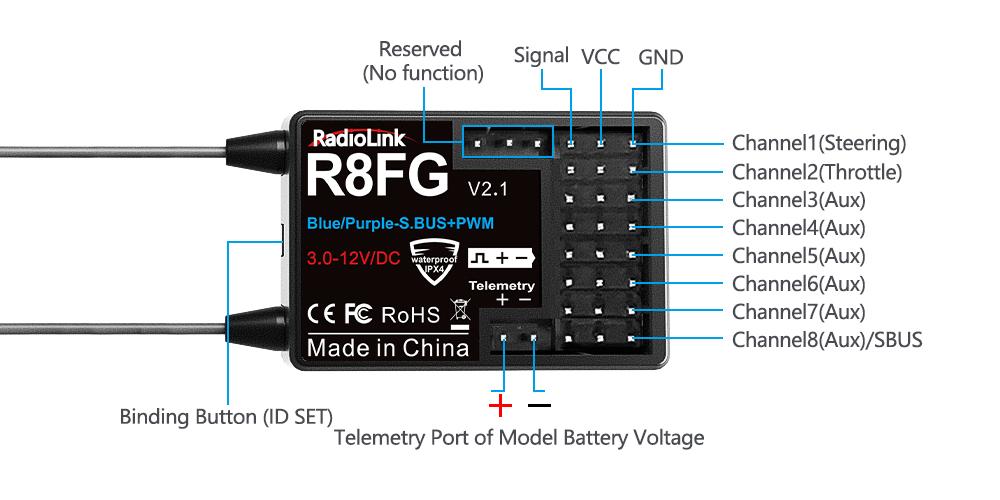 Reserved
(No function)
Signal VCC GND
RadioLink
R8FG V2.1
Blue/Purple-S.BUS+PWM
3.0-12V/DC
waterproof
IPX4
+ −
Telemetry
+ −
CE FC RoHS
Made in China
Channel1(Steering)
Channel2(Throttle)
Channel3(Aux)
Channel4(Aux)
Channel5(Aux)
Channel6(Aux)
Channel7(Aux)
Channel8(Aux)/SBUS
Binding Button (ID SET)
+ −
Telemetry Port of Model Battery Voltage